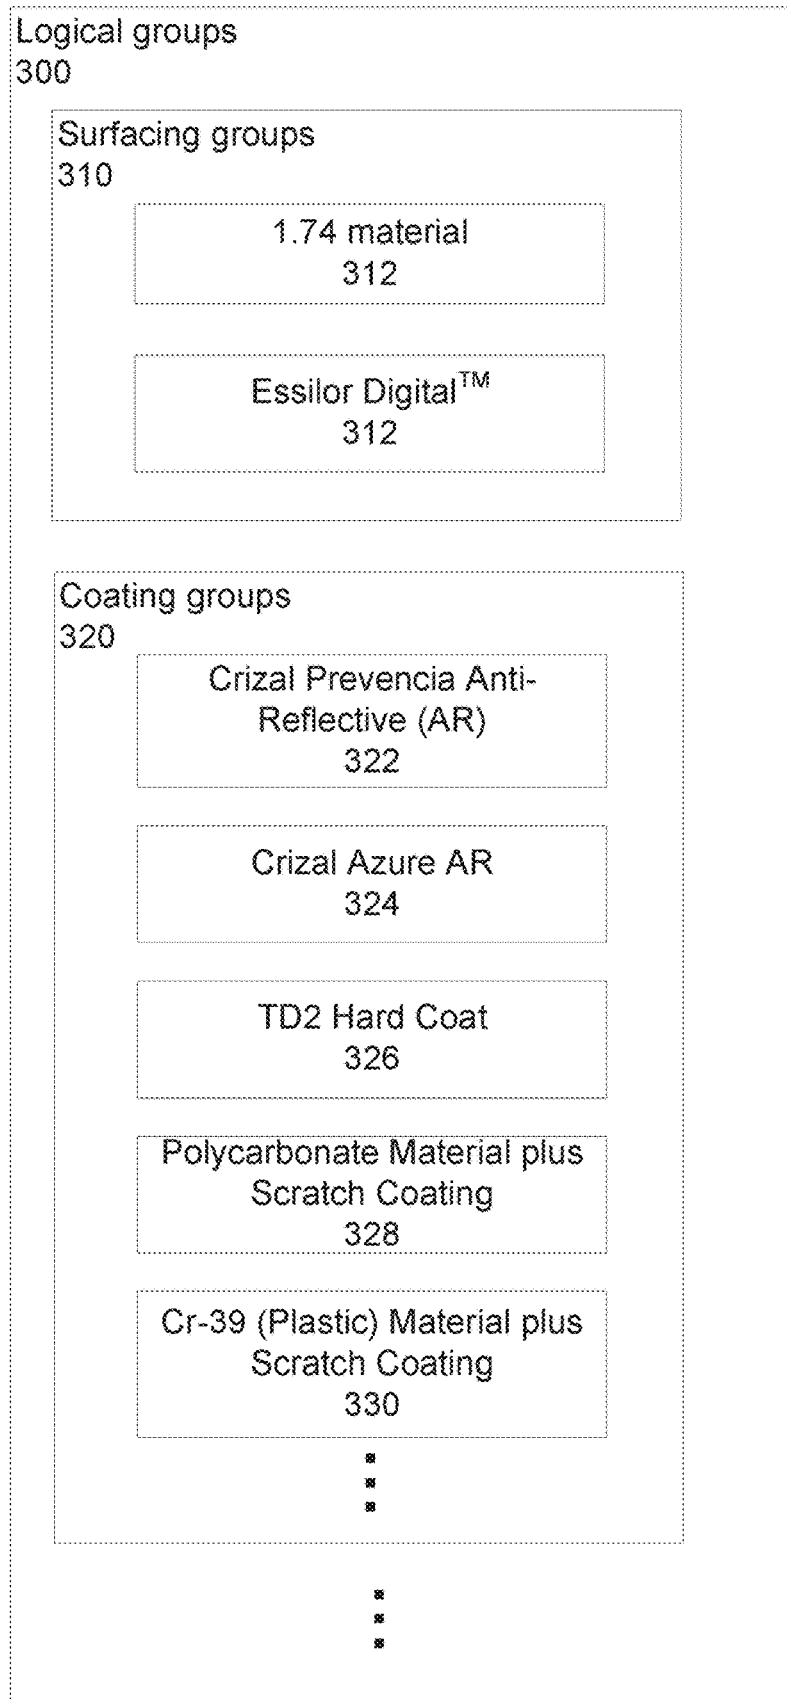 Logical groups
300
Surfacing groups
310
1.74 material
312
Essilor Digital™
312
Coating groups
320
Crizal Prevencia Anti-
Reflective (AR)
322
Crizal Azure AR
324
TD2 Hard Coat
326
Polycarbonate Material plus
Scratch Coating
328
Cr-39 (Plastic) Material plus
Scratch Coating
330